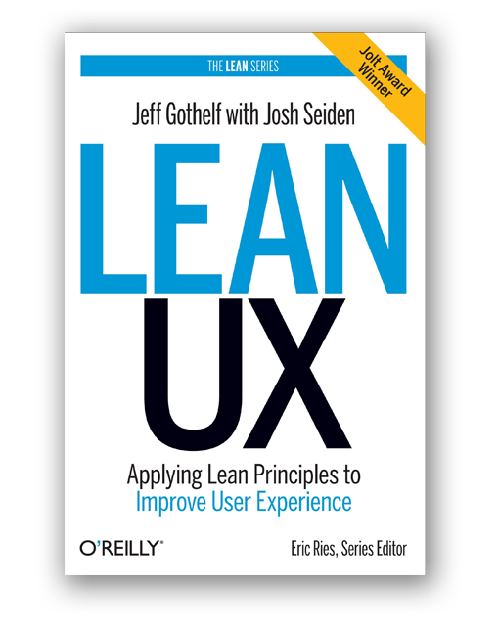 THE LEAN SERIES
Jolt Award
Winner
Jeff Gothelf with Josh Seiden
LEAN
UX
Applying Lean Principles to
Improve User Experience
O'REILLY®
Eric Ries, Series Editor